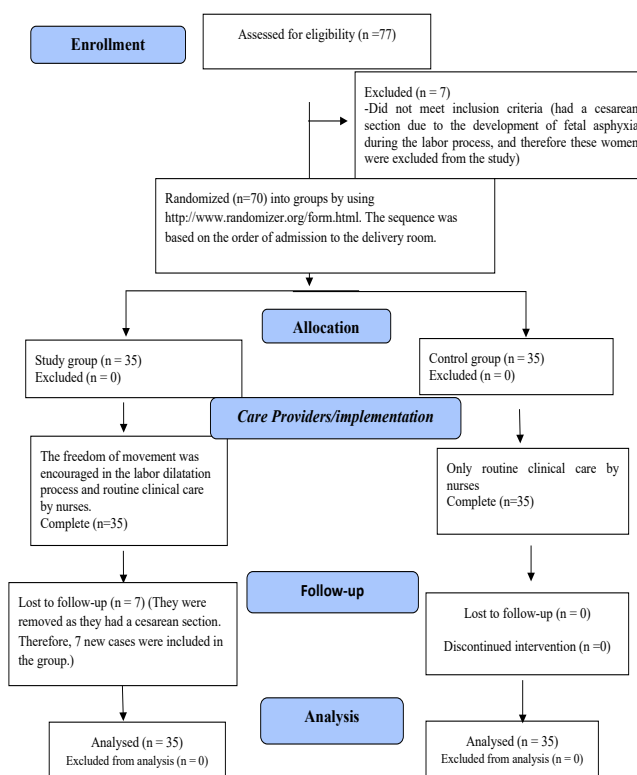 Enrollment
Assessed for eligibility (n =77)
Excluded (n = 7)
-Did not meet inclusion criteria (had a cesarean
section due to the development of fetal asphyxia
during the labor process, and therefore these women
were excluded from the study)
Randomized (n=70) into groups by using
http://www.randomizer.org/form.html. The sequence was
based on the order of admission to the delivery room.
Allocation
Study group (n = 35)
Excluded (n = 0)
Control group (n = 35)
Excluded (n = 0)
Care Providers/implementation
The freedom of movement was
encouraged in the labor dilatation
process and routine clinical care
by nurses.
Complete (n=35)
Only routine clinical care by
nurses
Complete (n=35)
Follow-up
Lost to follow-up (n = 7) (They were
removed as they had a cesarean section.
Therefore, 7 new cases were included in
the group.)
Lost to follow-up (n = 0)
Discontinued intervention (n =0)
Analysis
Analysed (n = 35)
Excluded from analysis (n = 0)
Analysed (n = 35)
Excluded from analysis (n = 0)